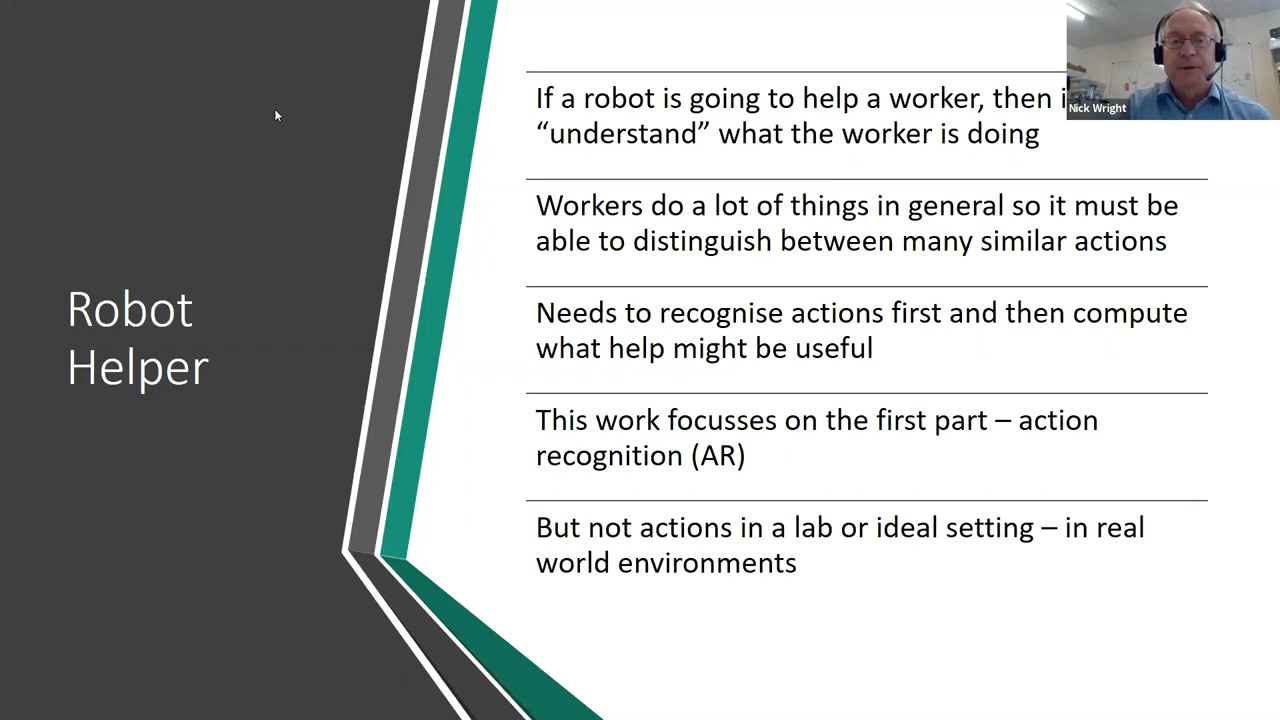 Robot
Helper
If a robot is going to help a worker, then
“understand” what the worker is doing
Workers do a lot of things in general so it must be
able to distinguish between many similar actions
Needs to recognise actions first and then compute
what help might be useful
This work focusses on the first part – action
recognition (AR)
But not actions in a lab or ideal setting – in real
world environments
Nick Wright